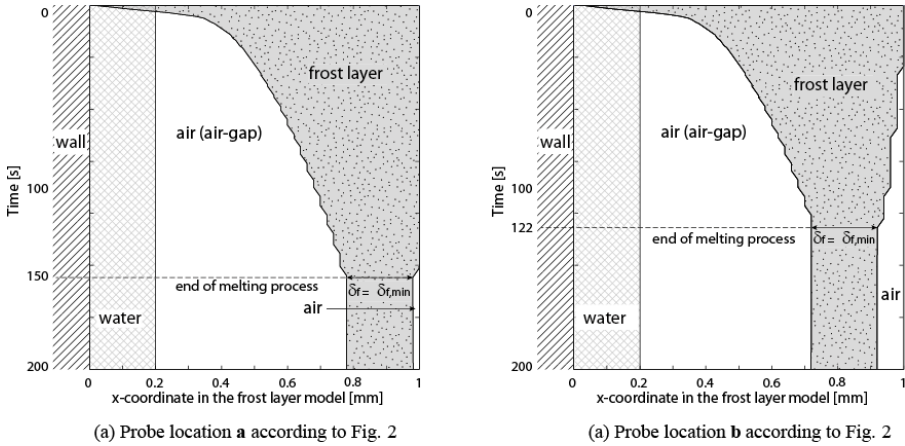 0
100
150
200
Time [s]
wall
frost layer
air (air-gap)
end of melting process
δf = δf,min
air
water
0 0.2 0.4 0.6 0.8 1
x-coordinate in the frost layer model [mm]
(a) Probe location a according to Fig. 2
0
100
122
200
Time [s]
wall
frost layer
air (air-gap)
end of melting process
δf = δf,min
air
water
0 0.2 0.4 0.6 0.8 1
x-coordinate in the frost layer model [mm]
(a) Probe location b according to Fig. 2